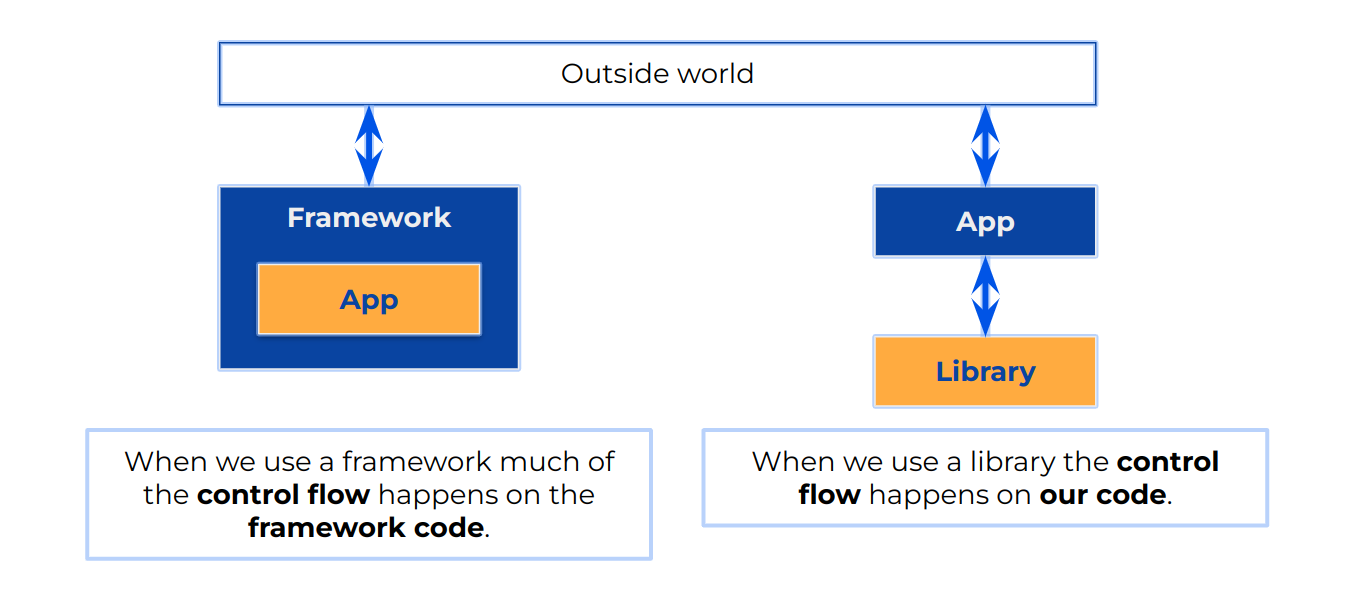 Outside world
Framework
App
App
Library
When we use a framework much of
the control flow happens on the
framework code.
When we use a library the control
flow happens on our code.